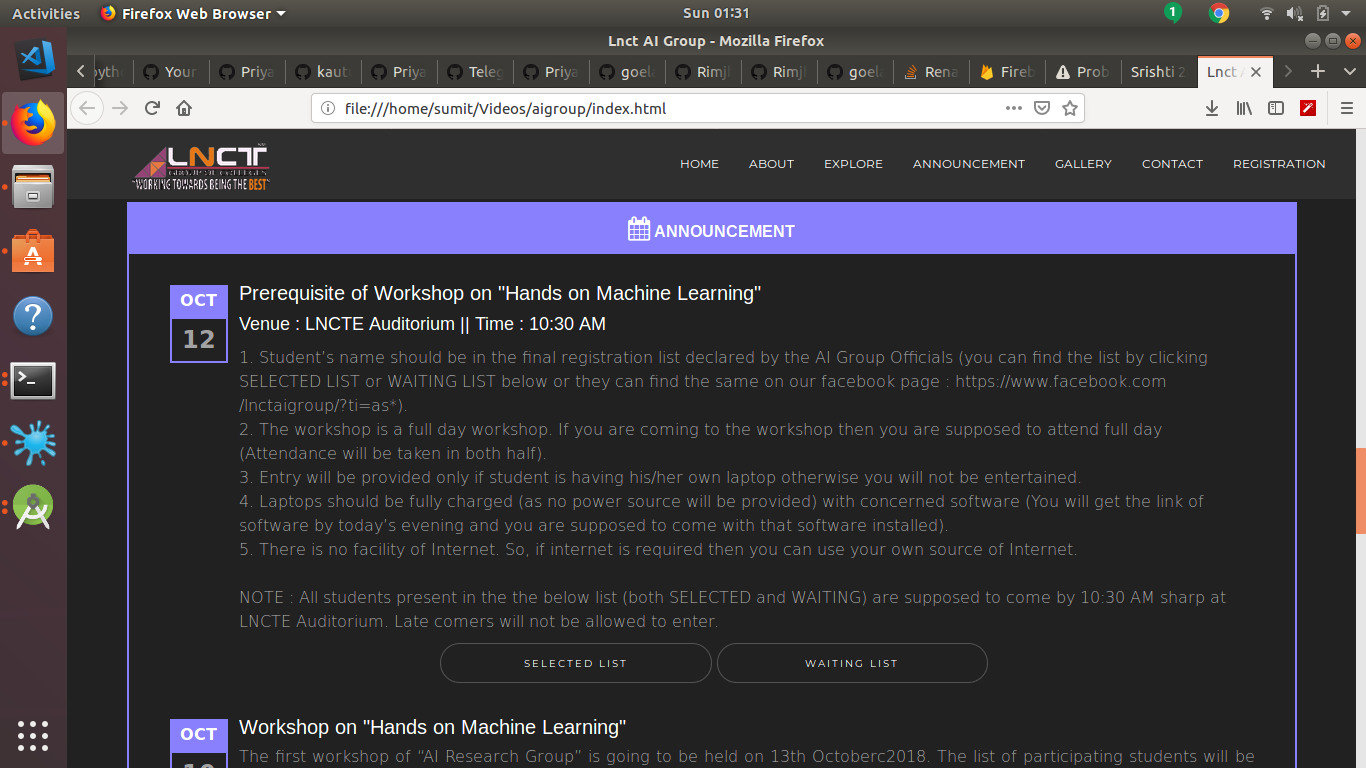 Activities
Firefox Web Browser
Sun 01:31
1
Lnct AI Group - Mozilla Firefox
Your
Priya
kaut
Priya
Teleg
Priya
goela
Rimjh
Rimjh
goela
Rena
Fireb
Prob
Srishti 2
Lnct A
file:///home/sumit/Videos/aigroup/index.html
LNCT
GROUP OF COLLEGES
"WORKING TOWARDS BEING THE BEST"
HOME
ABOUT
EXPLORE
ANNOUNCEMENT
GALLERY
CONTACT
REGISTRATION
ANNOUNCEMENT
OCT
12
Prerequisite of Workshop on "Hands on Machine Learning"
Venue : LNCTE Auditorium || Time : 10:30 AM
1. Student's name should be in the final registration list declared by the AI Group Officials (you can find the list by clicking
SELECTED LIST or WAITING LIST below or they can find the same on our facebook page : https://www.facebook.com
/lnctaigroup/?ti=as*).
2. The workshop is a full day workshop. If you are coming to the workshop then you are supposed to attend full day
(Attendance will be taken in both half).
3. Entry will be provided only if student is having his/her own laptop otherwise you will not be entertained.
4. Laptops should be fully charged (as no power source will be provided) with concerned software (You will get the link of
software by today's evening and you are supposed to come with that software installed).
5. There is no facility of Internet. So, if internet is required then you can use your own source of Internet.
NOTE : All students present in the the below list (both SELECTED and WAITING) are supposed to come by 10:30 AM sharp at
LNCTE Auditorium. Late comers will not be allowed to enter.
SELECTED LIST
WAITING LIST
OCT
Workshop on "Hands on Machine Learning"
The first workshop of "AI Research Group" is going to be held on 13th Octoberc2018. The list of participating students will be